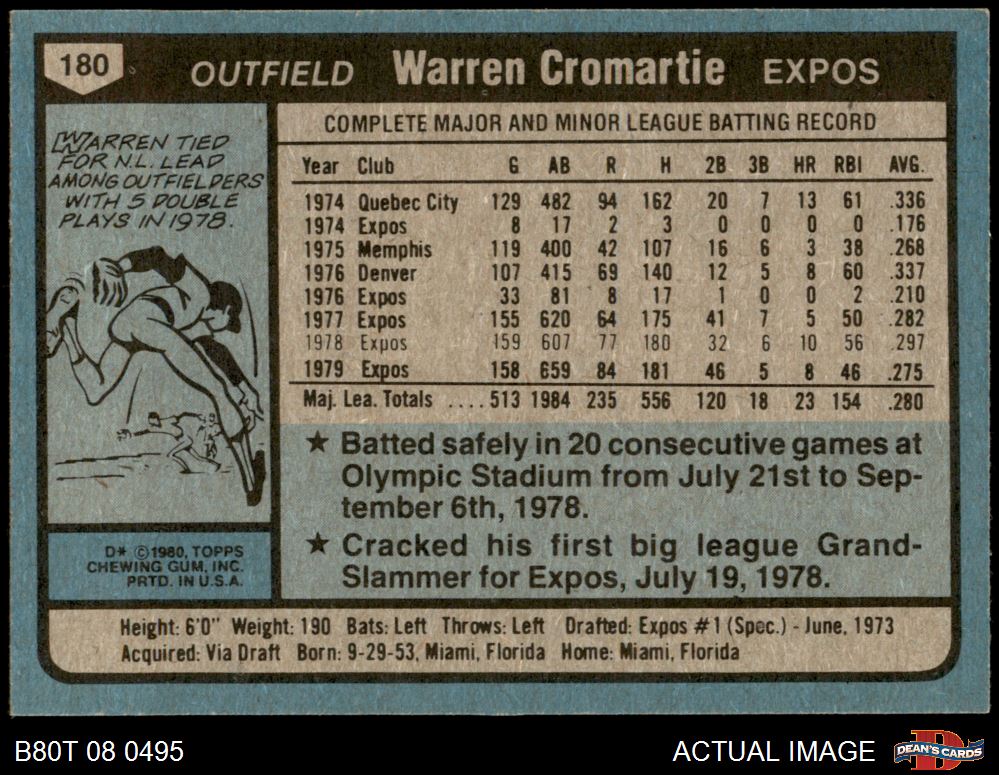 180 OUTFIELD Warren Cromartie EXPOS
WARREN TIED
FOR N.L. LEAD
AMONG OUTFIELDERS
WITH 5 DOUBLE
PLAYS IN 1978.
D* ©1980, TOPPS
CHEWING GUM, INC.
PRTD. IN U.S.A.
COMPLETE MAJOR AND MINOR LEAGUE BATTING RECORD
Year Club G AB R H 2B 3B HR RBI AVG.
1974 Quebec City 129 482 94 162 20 7 13 61 .336
1974 Expos 8 17 2 3 0 0 0 0 .176
1975 Memphis 119 400 42 107 16 6 3 38 .268
1976 Denver 107 415 69 140 12 5 8 60 .337
1976 Expos 33 81 8 17 1 0 0 2 .210
1977 Expos 155 620 64 175 41 7 5 50 .282
1978 Expos 159 607 77 180 32 6 10 56 .297
1979 Expos 158 659 84 181 46 5 8 46 .275
Maj. Lea. Totals ....513 1984 235 556 120 18 23 154 .280
★ Batted safely in 20 consecutive games at
Olympic Stadium from July 21st to Sep-
tember 6th, 1978.
★ Cracked his first big league Grand-
Slammer for Expos, July 19, 1978.
Height: 6'0" Weight: 190 Bats: Left Throws: Left Drafted: Expos #1 (Spec.) - June, 1973
Acquired: Via Draft Born: 9-29-53, Miami, Florida Home: Miami, Florida
B80T 08 0495 ACTUAL IMAGE D DEAN'S CARDS